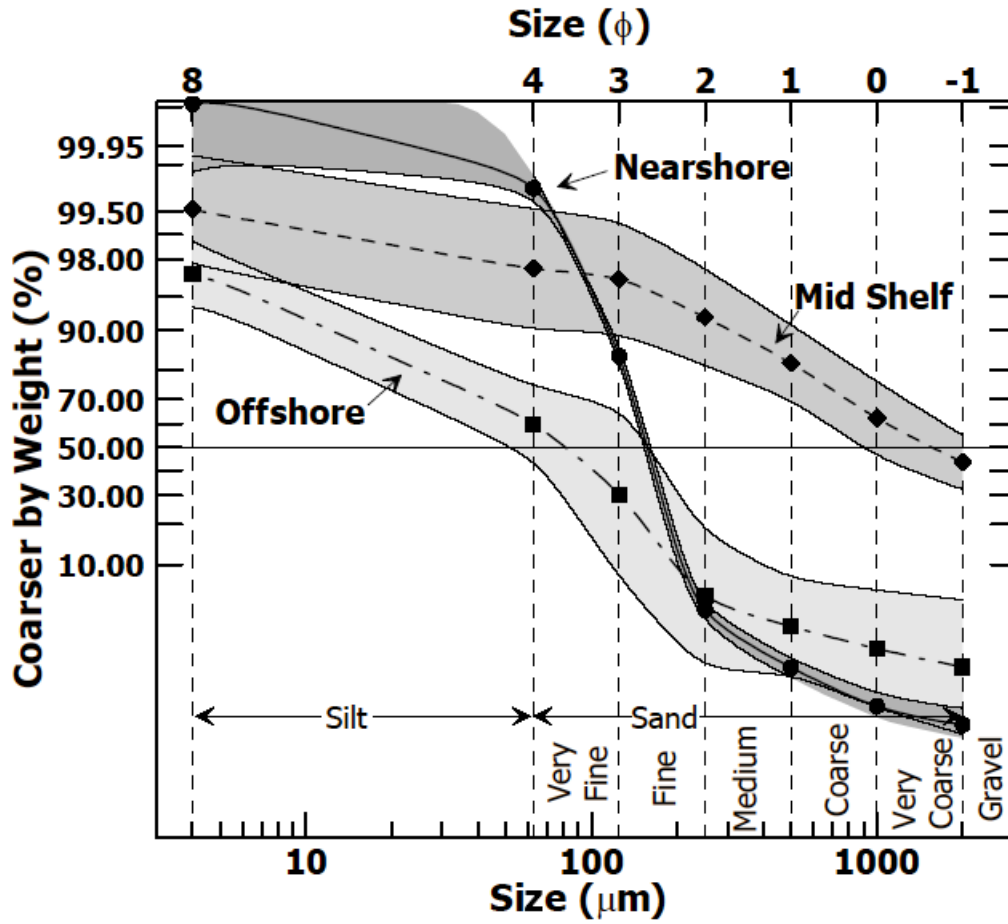 Size (ϕ)
8 4 3 2 1 0 -1
99.95
99.50
98.00
90.00
70.00
50.00
30.00
10.00
Coarser by Weight (%)
Nearshore
Mid Shelf
Offshore
Silt
Sand
Very
Fine
Fine
Medium
Coarse
Very
Coarse
Gravel
10 100 1000
Size (μm)